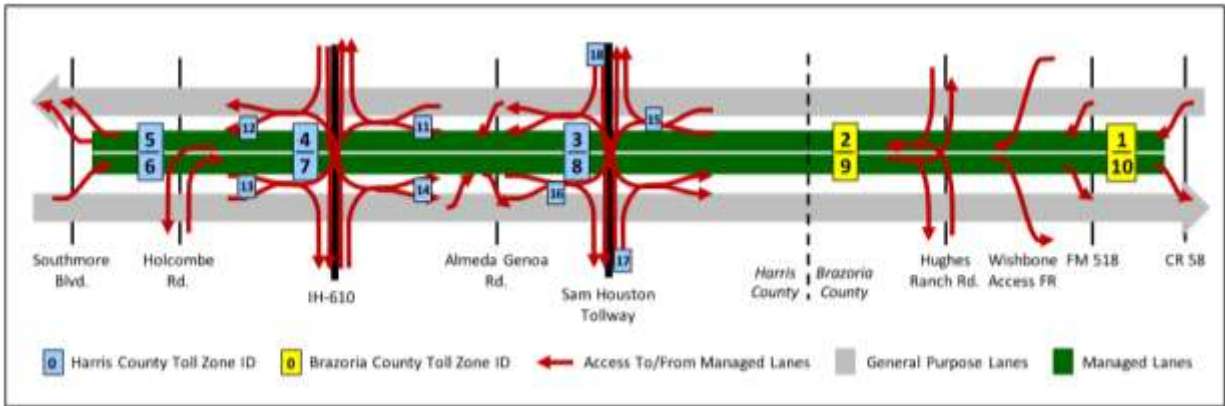 18
15
12
11
5
6
4
7
3
8
2
9
1
10
13
14
16
17
Southmore
Blvd.
Holcombe
Rd.
IH-610
Almeda Genoa
Rd.
Sam Houston
Tollway
Harris
County
Brazoria
County
Hughes
Ranch Rd.
Wishbone
Access FR
FM 518
CR 58
0 Harris County Toll Zone ID
0 Brazoria County Toll Zone ID
Access To/From Managed Lanes
General Purpose Lanes
Managed Lanes